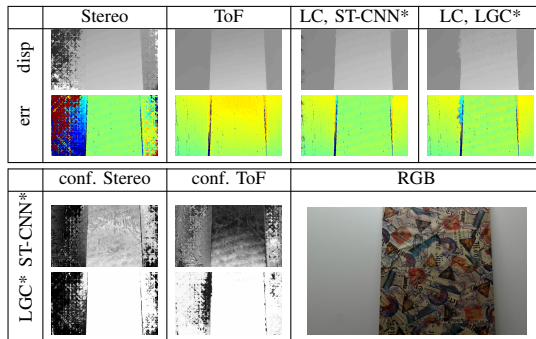 Stereo ToF LC, ST-CNN* LC, LGC*
disp
err
conf. Stereo conf. ToF RGB
ST-CNN*
LGC*